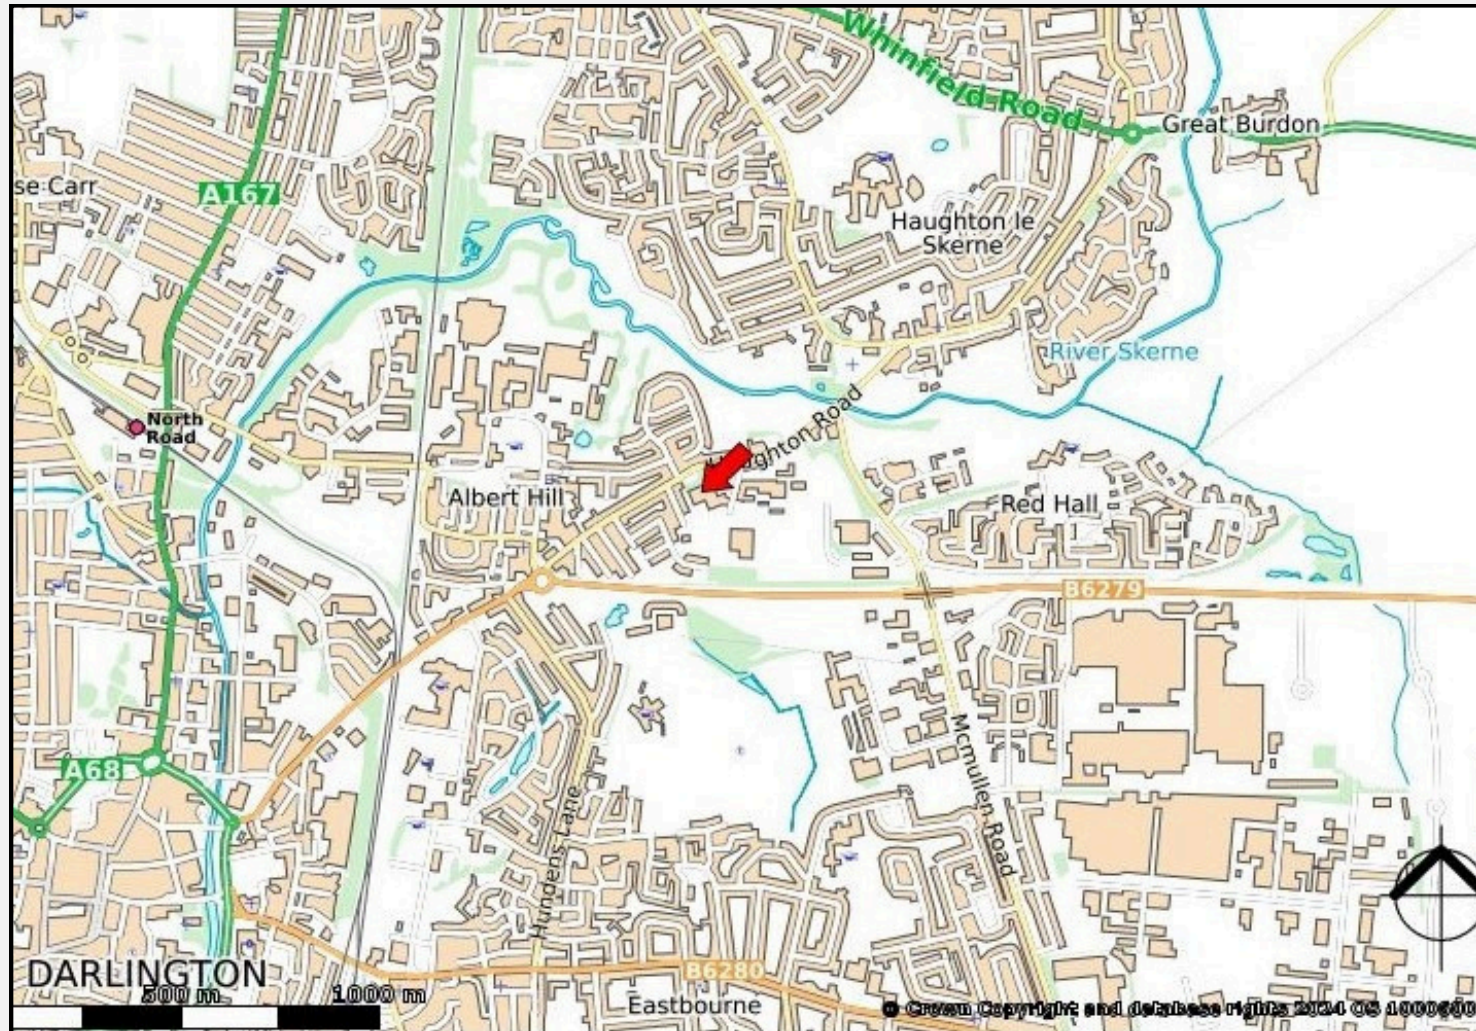 Whinfield Road
Great Burdon
se Carr
A167
Haughton le
Skerne
River Skerne
North
Road
Haughton Road
Albert Hill
Red Hall
B6279
Mcmullen Road
A68
Hundens Lane
DARLINGTON
500 m
1000 m
B6280
Eastbourne
© Crown Copyright and database rights 2024 OS